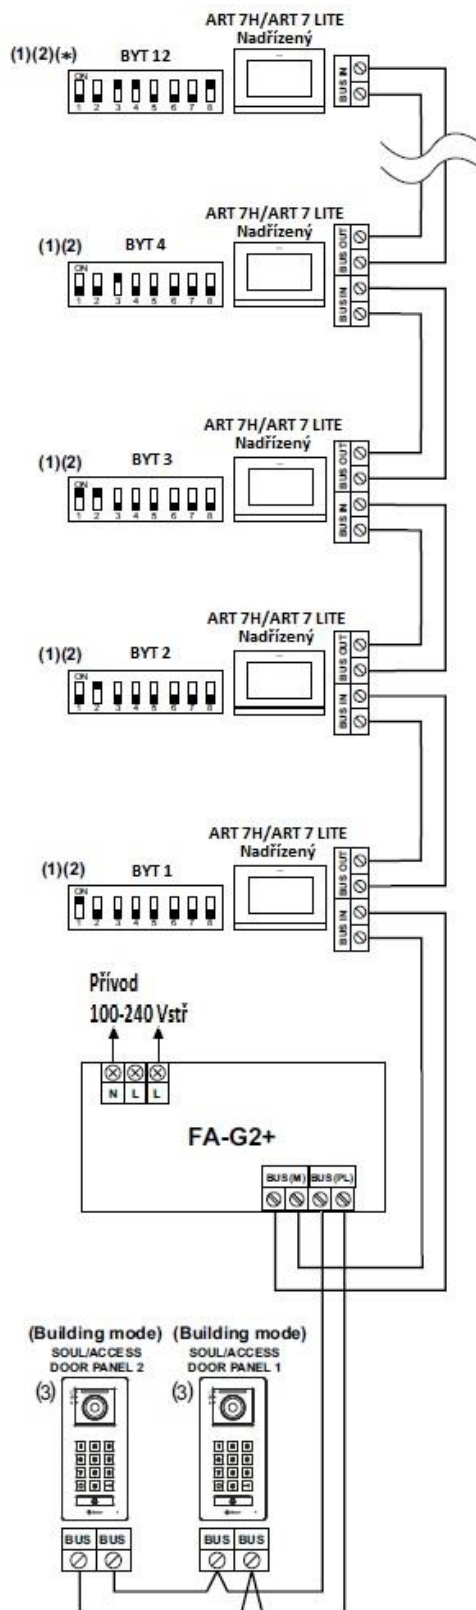 ART 7H/ART 7 LITE
Nadřízený
(1)(2)(*)
BYT 12
ON
1 2 3 4 5 6 7 8
BUS IN
ART 7H/ART 7 LITE
Nadřízený
(1)(2)
BYT 4
ON
1 2 3 4 5 6 7 8
BUS OUT
BUS IN
ART 7H/ART 7 LITE
Nadřízený
(1)(2)
BYT 3
ON
1 2 3 4 5 6 7 8
BUS OUT
BUS IN
ART 7H/ART 7 LITE
Nadřízený
(1)(2)
BYT 2
ON
1 2 3 4 5 6 7 8
BUS OUT
BUS IN
ART 7H/ART 7 LITE
Nadřízený
(1)(2)
BYT 1
ON
1 2 3 4 5 6 7 8
BUS OUT
BUS IN
Přívod
100-240 Vstř
N L L
FA-G2+
BUS(M) BUS(PL)
(Building mode) (Building mode)
SOUL/ACCESS SOUL/ACCESS
DOOR PANEL 2 DOOR PANEL 1
(3) (3)
BUS BUS BUS BUS